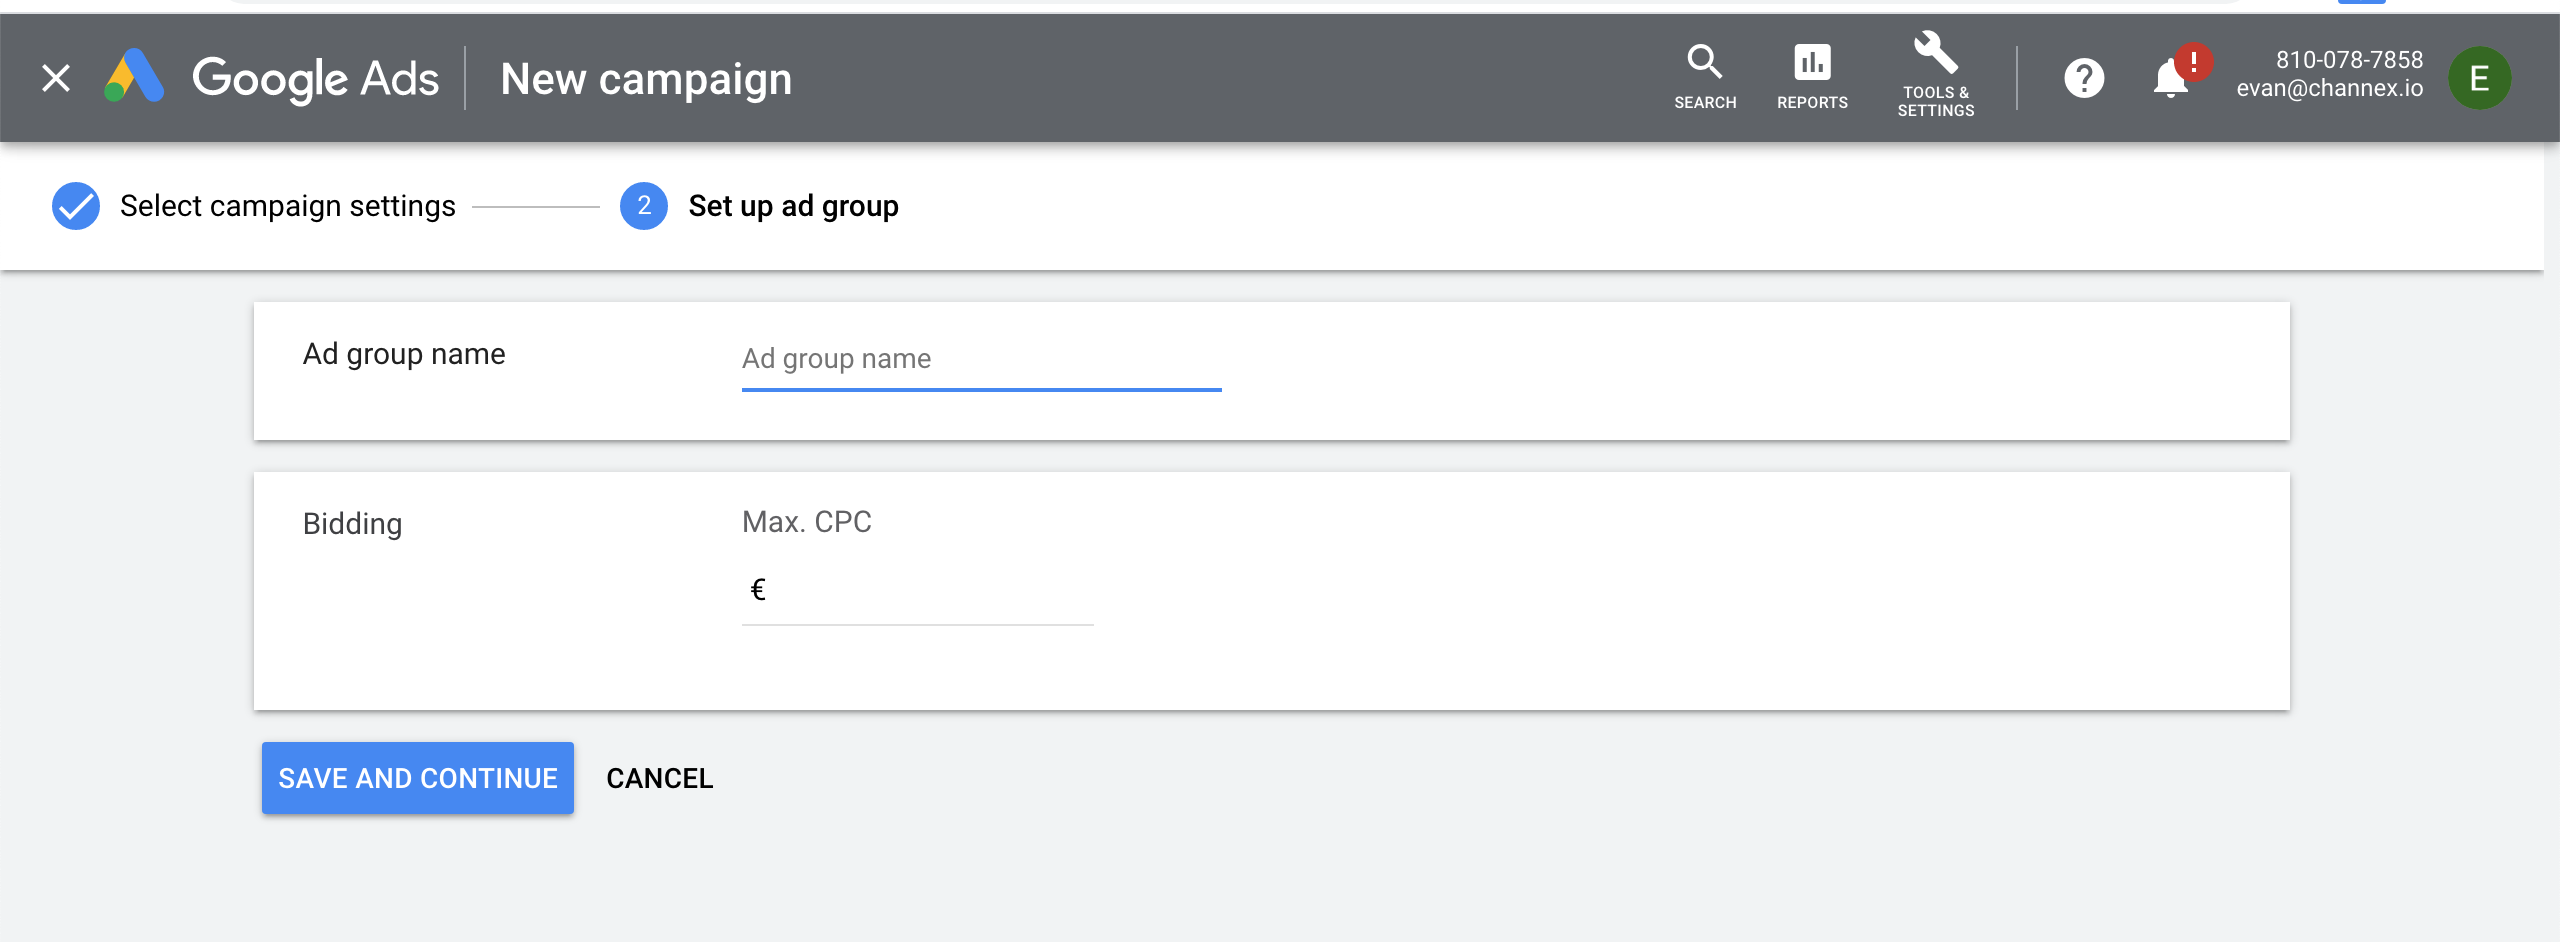 Google Ads
New campaign
SEARCH
REPORTS
TOOLS &
SETTINGS
?
!
810-078-7858
evan@channex.io
E
Select campaign settings
2
Set up ad group
Ad group name
Ad group name
Bidding
Max. CPC
€
SAVE AND CONTINUE
CANCEL